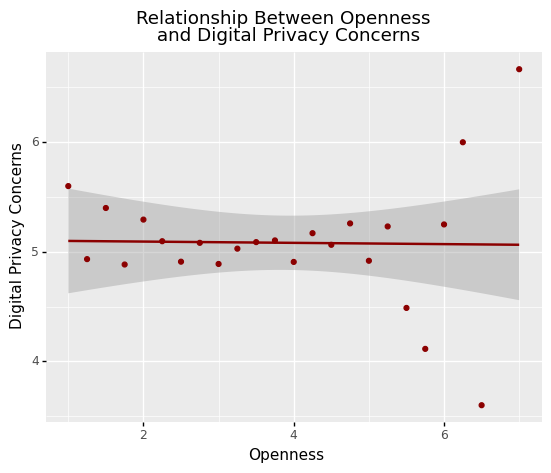 Relationship Between Openness
and Digital Privacy Concerns
Digital Privacy Concerns
6
5
4
2
4
6
Openness